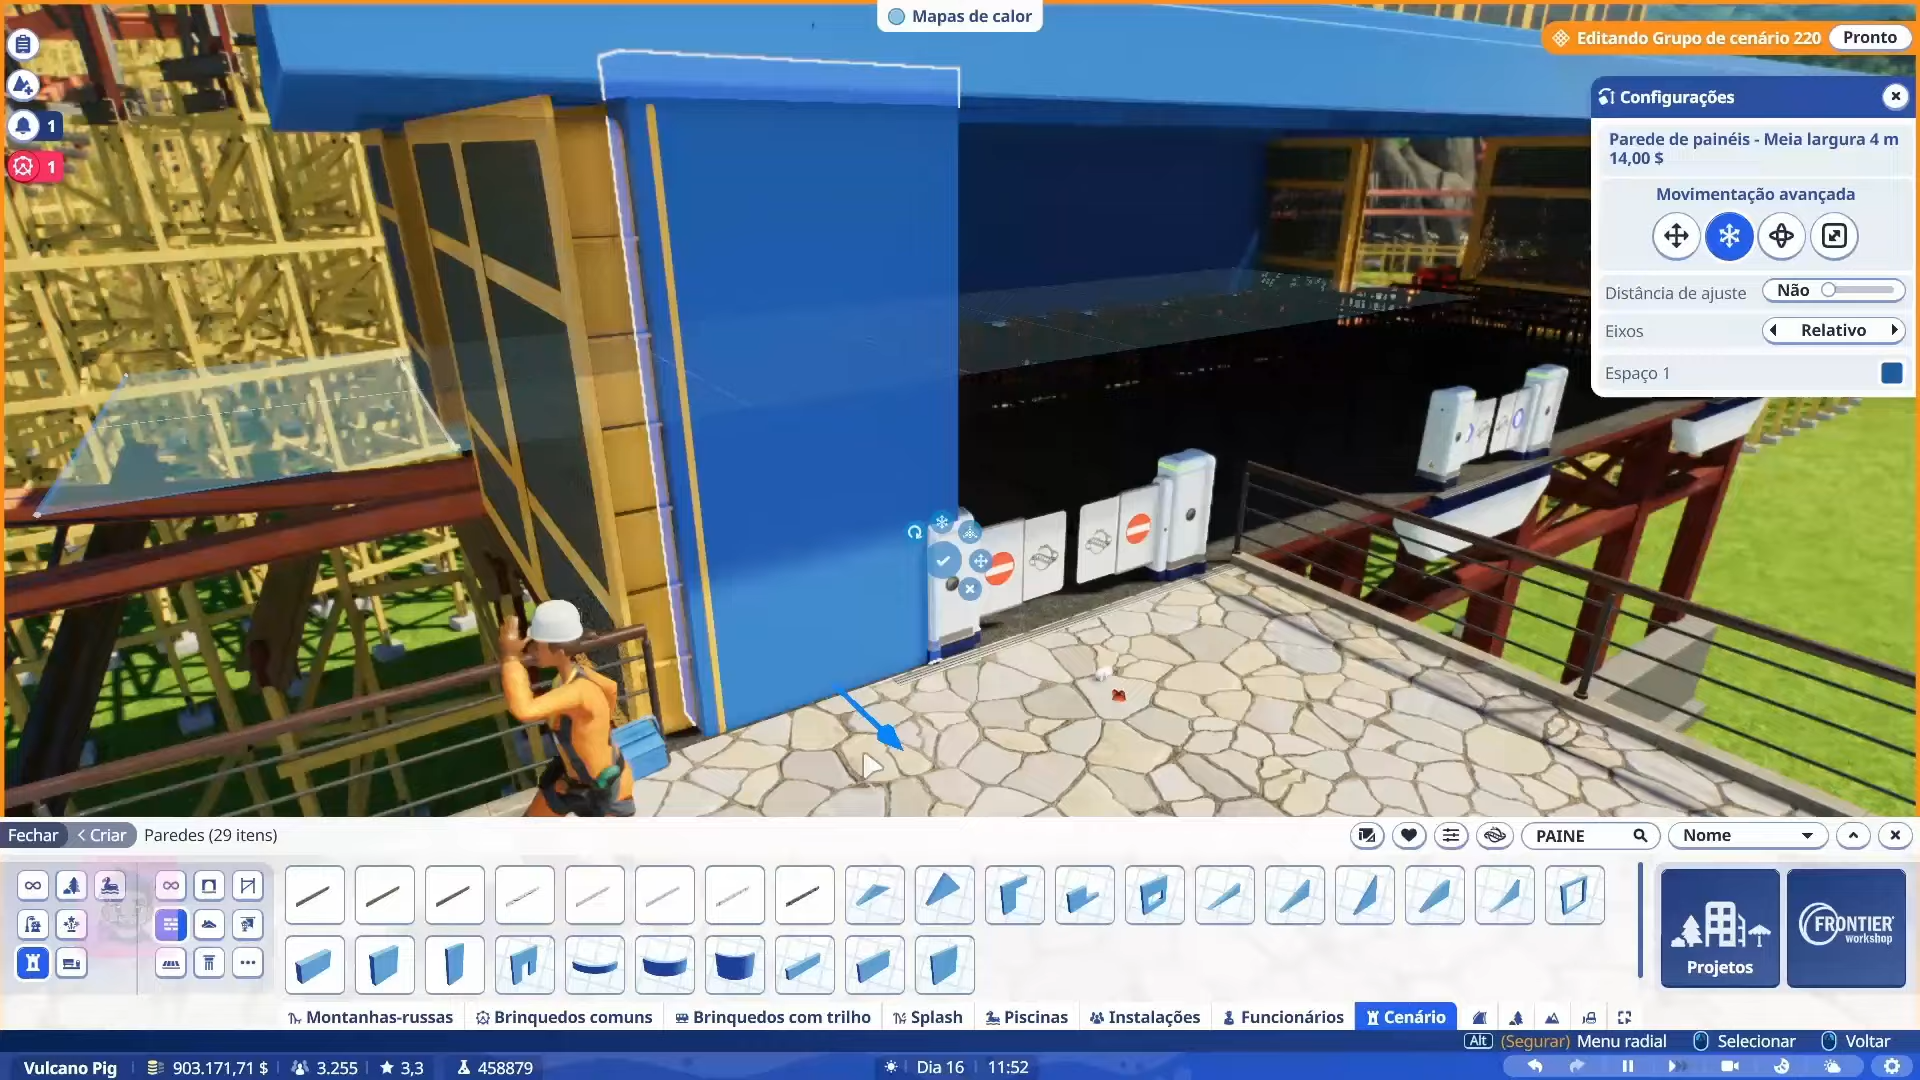 Mapas de calor
Editando Grupo de cenário 220
Pronto
1
1
Configurações
Parede de painéis - Meia largura 4 m
14,00 $
Movimentação avançada
Distância de ajuste
Não
Eixos
Relativo
Espaço 1
Fechar
Criar
Paredes (29 itens)
PAINE
Nome
Projetos
FRONTIER
workshop
Montanhas-russas
Brinquedos comuns
Brinquedos com trilho
Splash
Piscinas
Instalações
Funcionários
Cenário
Alt (Segurar) Menu radial
Selecionar
Voltar
Vulcano Pig
903.171,71 $
3.255
3,3
458879
Dia 16
11:52